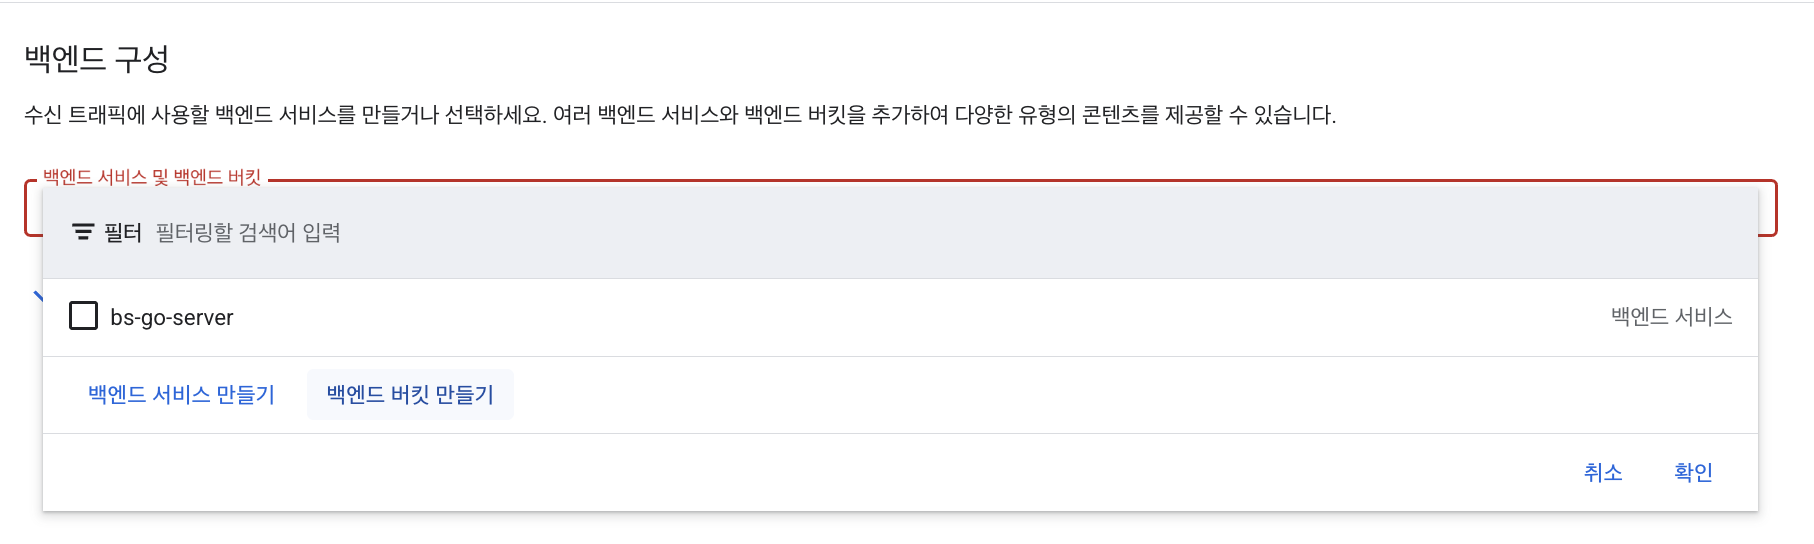 백엔드 구성
수신 트래픽에 사용할 백엔드 서비스를 만들거나 선택하세요. 여러 백엔드 서비스와 백엔드 버킷을 추가하여 다양한 유형의 콘텐츠를 제공할 수 있습니다.
백엔드 서비스 및 백엔드 버킷
필터 필터링할 검색어 입력
bs-go-server 백엔드 서비스
백엔드 서비스 만들기 백엔드 버킷 만들기
취소 확인